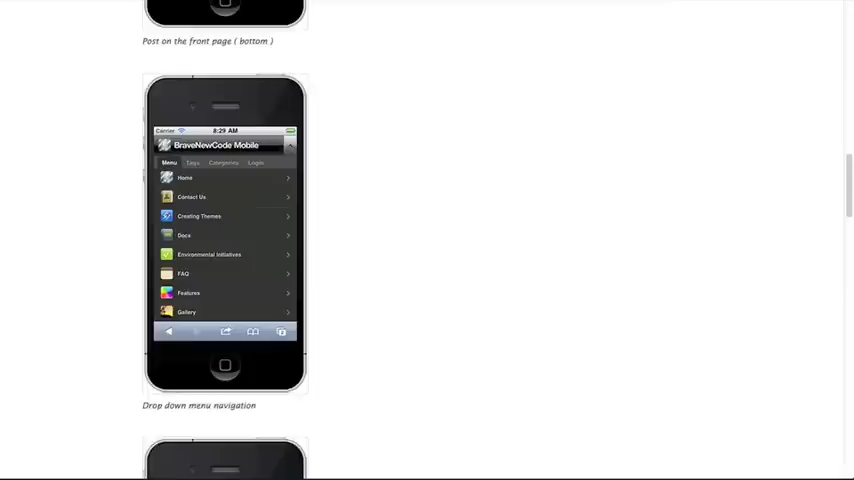 Post on the front page ( bottom )
Carrier 8:29 AM
BraveNewCode Mobile
Menu Tags Categories Login
Home
Contact Us
Creating Themes
Docs
Environmental Initiatives
FAQ
Features
Gallery
Drop down menu navigation